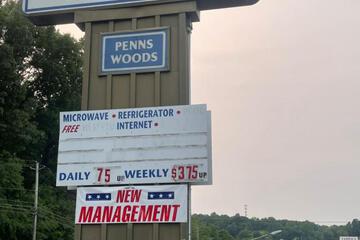 PENNS
WOODS
MICROWAVE • REFRIGERATOR •
FREE INTERNET •
DAILY 75 UP WEEKLY $375 UP
NEW
MANAGEMENT